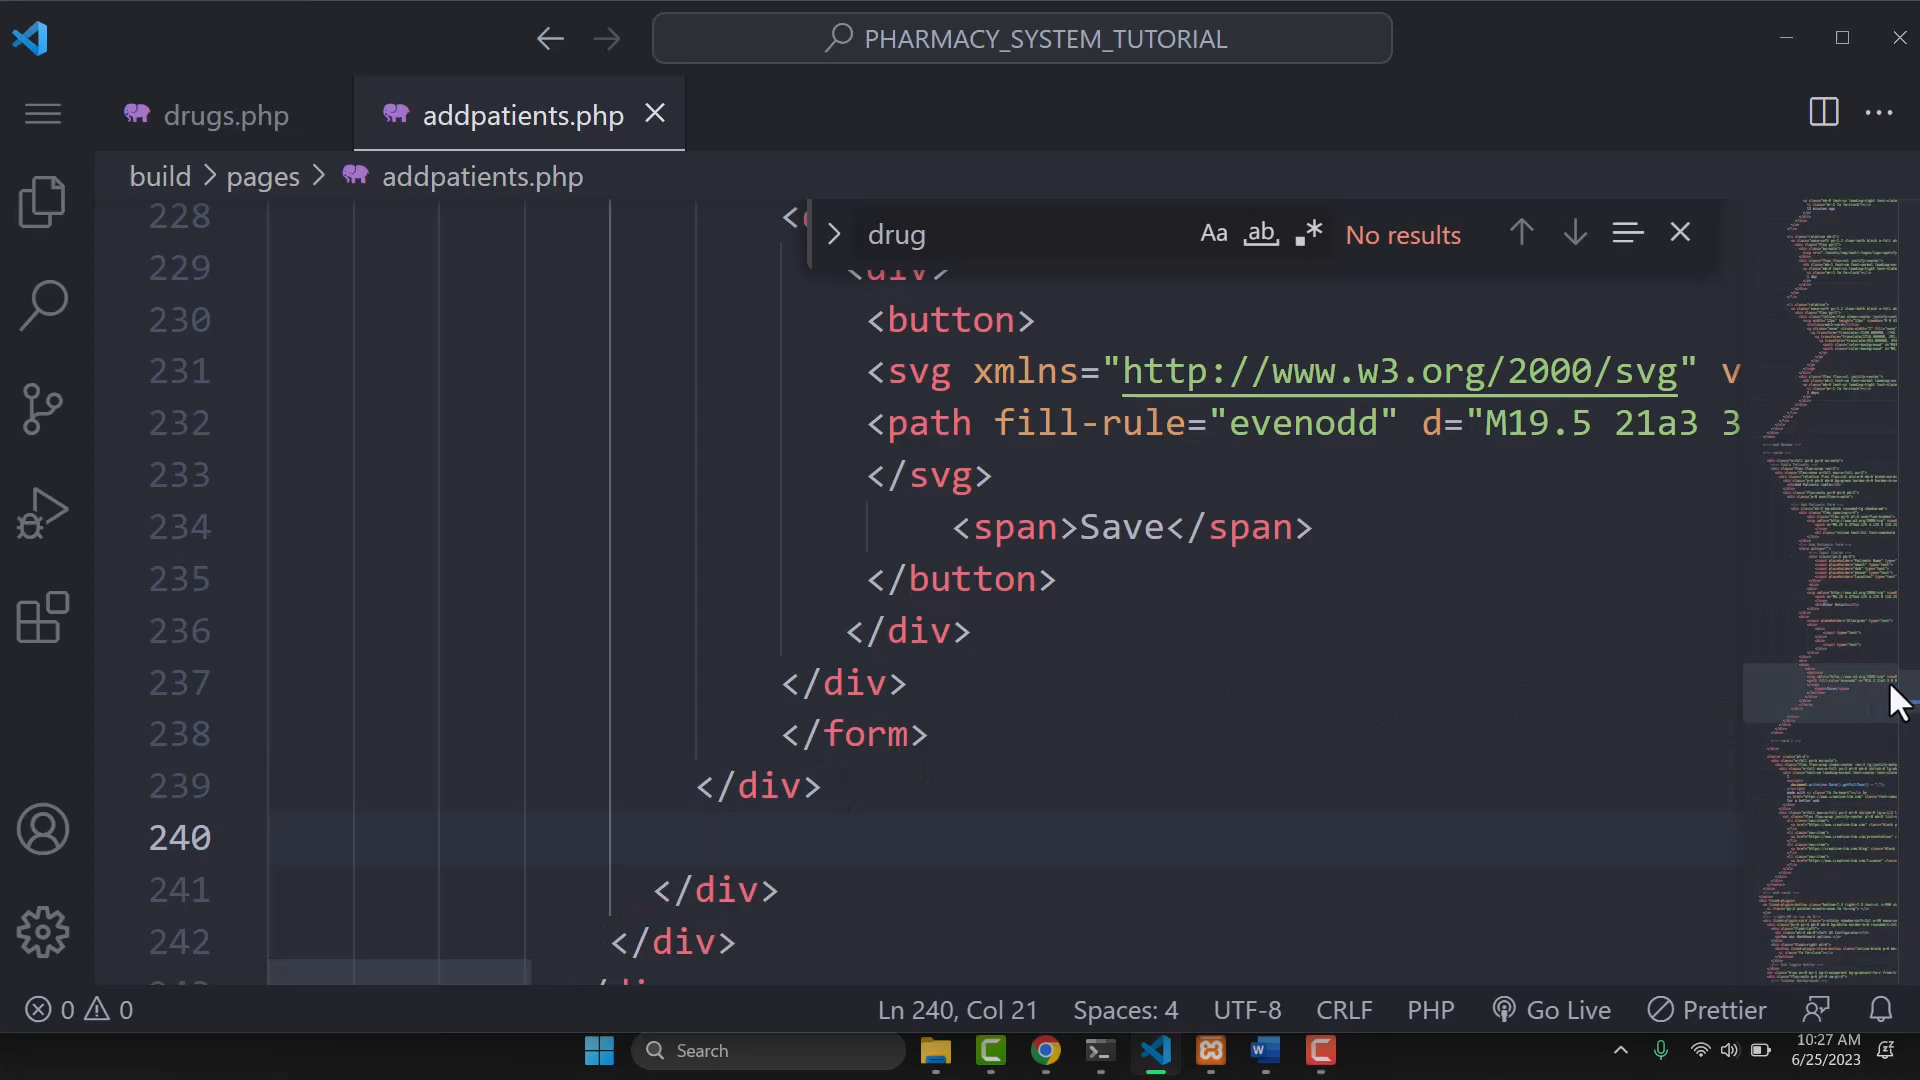 PHARMACY_SYSTEM_TUTORIAL
drugs.php
addpatients.php
build > pages > addpatients.php
drug
Aa
ab
No results
228 <
229 <div>
230 <button>
231 <svg xmlns="http://www.w3.org/2000/svg" v
232 <path fill-rule="evenodd" d="M19.5 21a3 3
233 </svg>
234 <span>Save</span>
235 </button>
236 </div>
237 </div>
238 </form>
239 </div>
240
241 </div>
242 </div>
0 0
Ln 240, Col 21
Spaces: 4
UTF-8
CRLF
PHP
Go Live
Prettier
Search
10:27 AM
6/25/2023